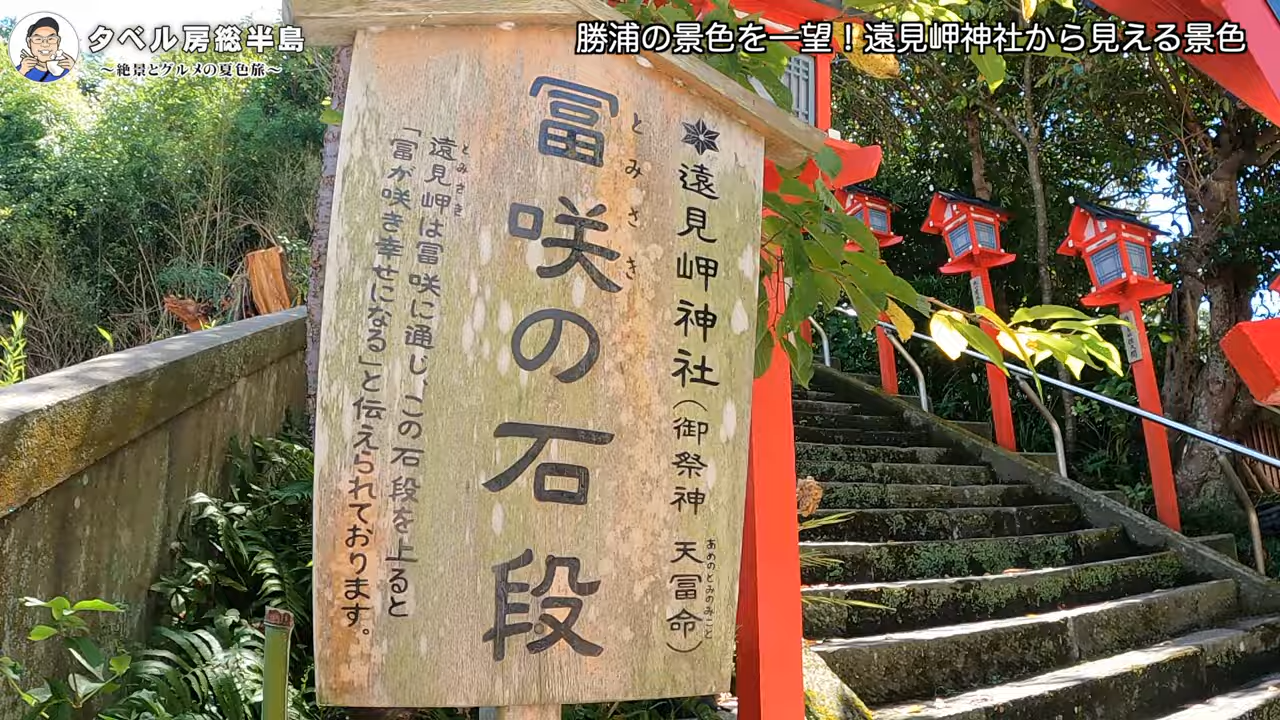 タベル房総半島
～絶景とグルメの夏色旅～
勝浦の景色を一望！遠見岬神社から見える景色
遠見岬神社（御祭神 天冨命）
あめのとみのみこと
冨咲の石段
とみさき
遠見岬は冨咲に通じ、この石段を上ると
とみさき
「冨が咲き幸せになる」と伝えられております。